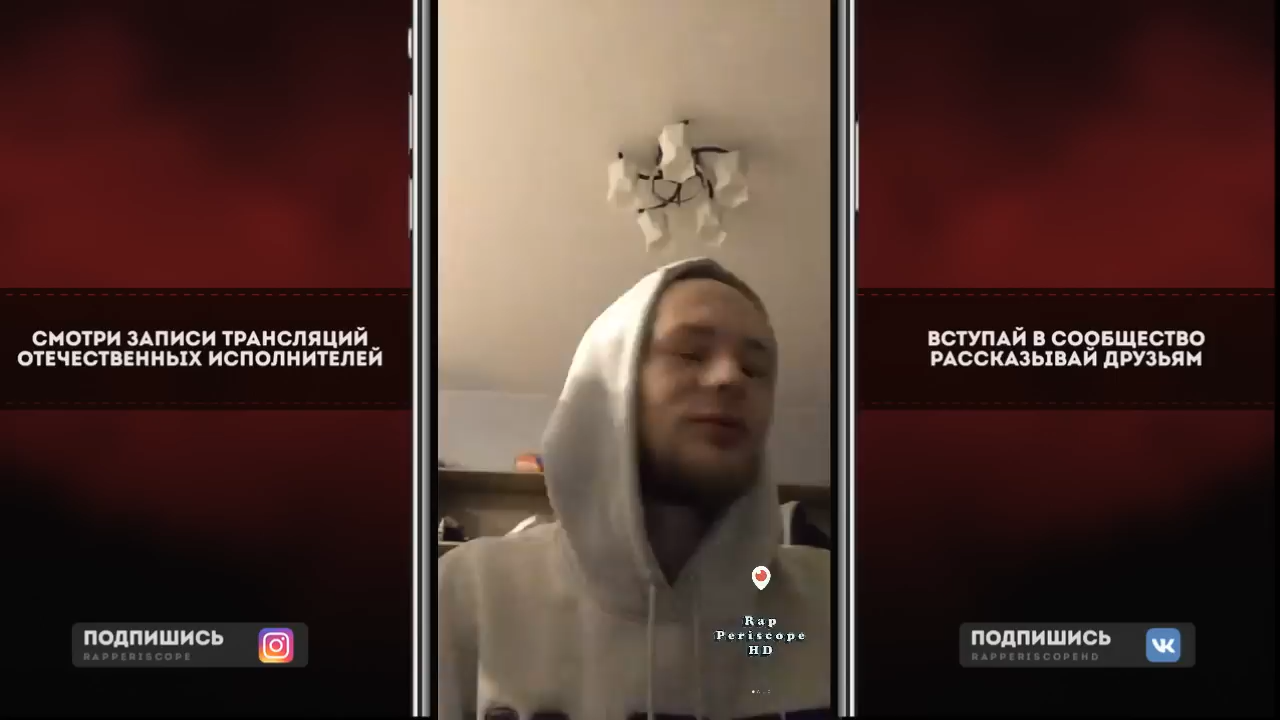 СМОТРИ ЗАПИСИ ТРАНСЛЯЦИЙ
ОТЕЧЕСТВЕННЫХ ИСПОЛНИТЕЛЕЙ
ВСТУПАЙ В СООБЩЕСТВО
РАССКАЗЫВАЙ ДРУЗЬЯМ
Rap
Periscope
HD
ПОДПИШИСЬ
RAPPERISCOPE
ПОДПИШИСЬ
RAPPERISCOPEHD